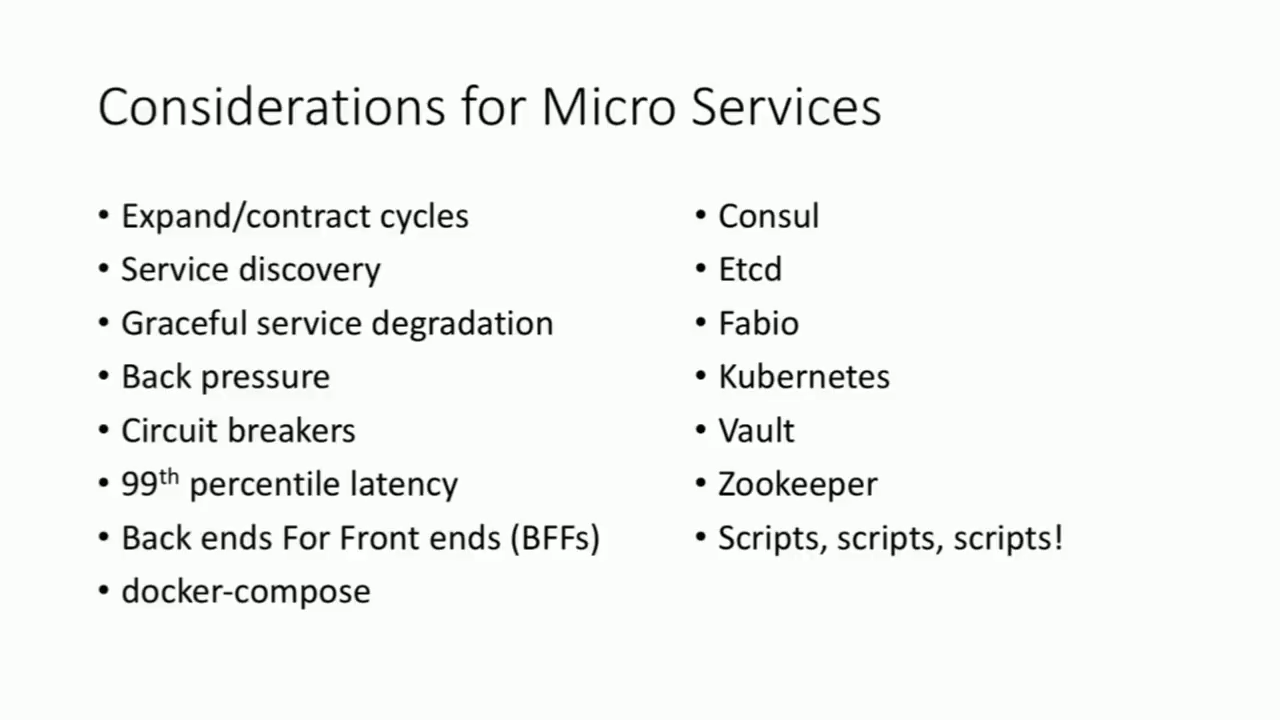 Considerations for Micro Services
• Expand/contract cycles
• Service discovery
• Graceful service degradation
• Back pressure
• Circuit breakers
• 99th percentile latency
• Back ends For Front ends (BFFs)
• docker-compose
• Consul
• Etcd
• Fabio
• Kubernetes
• Vault
• Zookeeper
• Scripts, scripts, scripts!